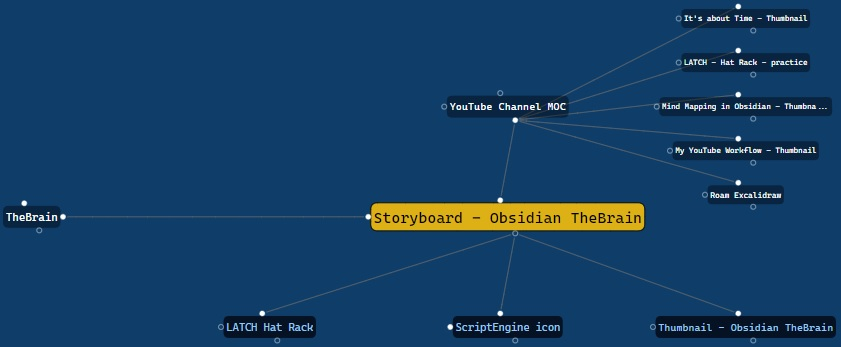 It's about Time - Thumbnail
LATCH - Hat Rack - practice
YouTube Channel MOC
Mind Mapping in Obsidian - Thumbna...
My YouTube Workflow - Thumbnail
Roam Excalidraw
TheBrain
Storyboard - Obsidian TheBrain
LATCH Hat Rack
ScriptEngine icon
Thumbnail - Obsidian TheBrain